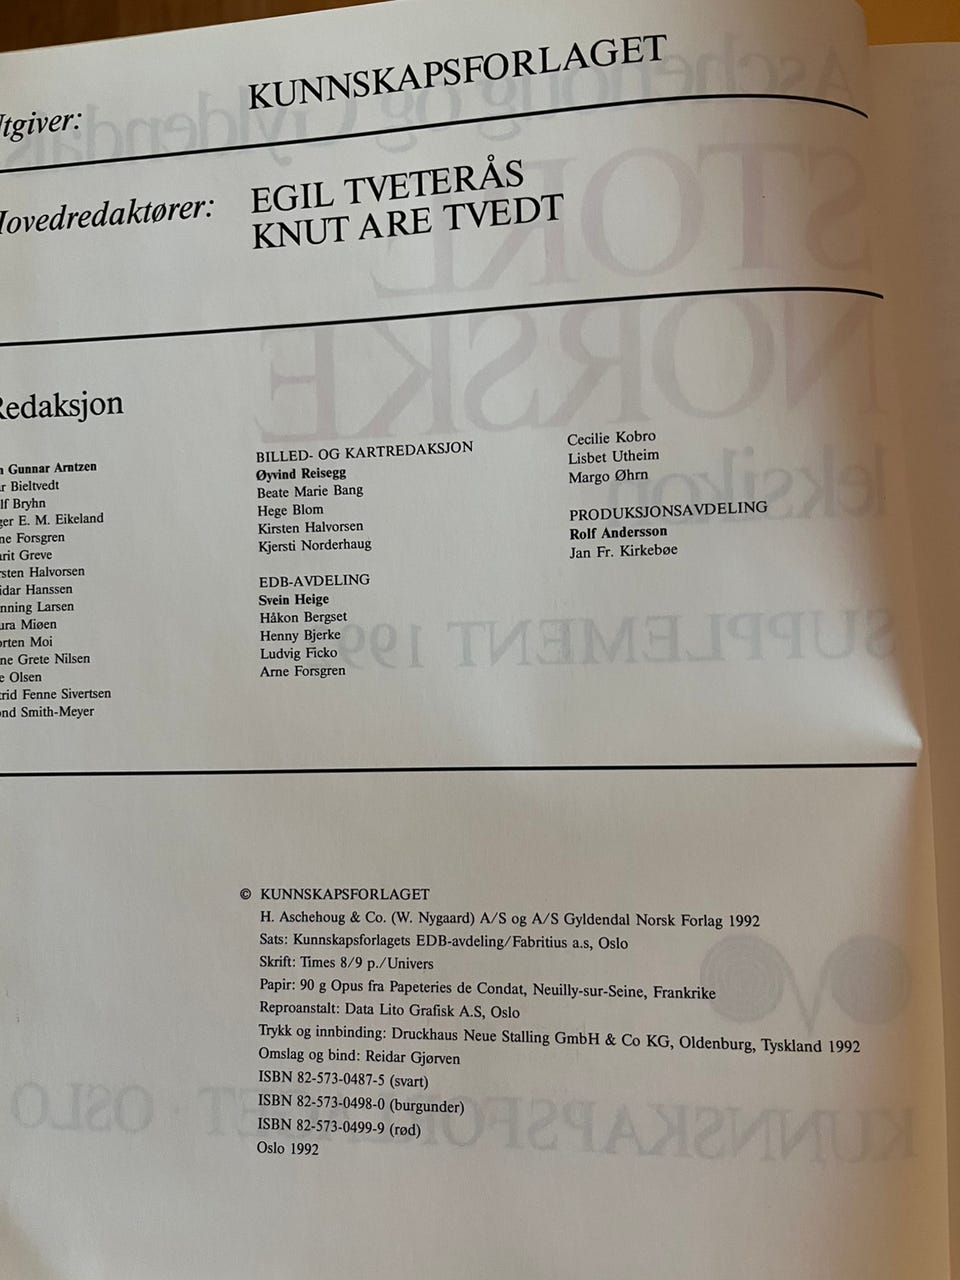 KUNNSKAPSFORLAGET
Hovedredaktører:
EGIL TVETERÅS
KNUT ARE TVEDT
Redaksjon
Gunnar Arntzen
Bieltvedt
Bryhn
E. M. Eikeland
Forsgren
Greve
Halvorsen
Hanssen
Larsen
Miøen
Moi
Grete Nilsen
Olsen
Fenne Sivertsen
Smith-Meyer
BILLED- OG KARTREDAKSJON
Øyvind Reisegg
Beate Marie Bang
Hege Blom
Kirsten Halvorsen
Kjersti Norderhaug
EDB-AVDELING
Svein Heige
Håkon Bergset
Henny Bjerke
Ludvig Ficko
Arne Forsgren
Cecilie Kobro
Lisbet Utheim
Margo Øhrn
PRODUKSJONSAVDELING
Rolf Andersson
Jan Fr. Kirkebøe
© KUNNSKAPSFORLAGET
H. Aschehoug & Co. (W. Nygaard) A/S og A/S Gyldendal Norsk Forlag 1992
Sats: Kunnskapsforlagets EDB-avdeling/Fabritius a.s, Oslo
Skrift: Times 8/9 p./Univers
Papir: 90 g Opus fra Papeteries de Condat, Neuilly-sur-Seine, Frankrike
Reproanstalt: Data Lito Grafisk A.S, Oslo
Trykk og innbinding: Druckhaus Neue Stalling GmbH & Co KG, Oldenburg, Tyskland 1992
Omslag og bind: Reidar Gjørven
ISBN 82-573-0487-5 (svart)
ISBN 82-573-0498-0 (burgunder)
ISBN 82-573-0499-9 (rød)
Oslo 1992